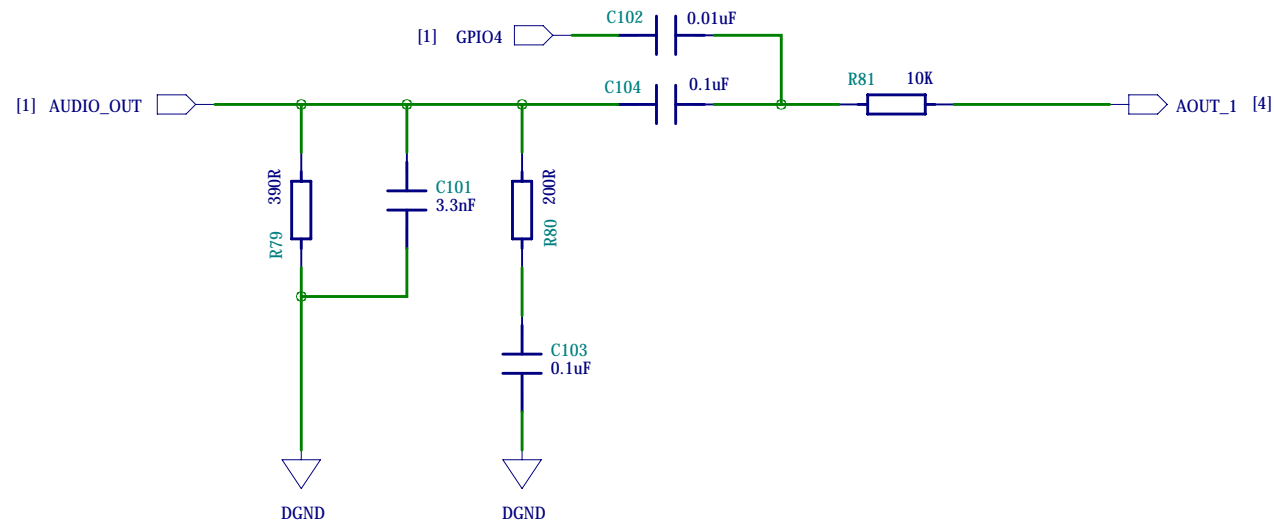 C102
0.01uF
[1] GPIO4
C104
0.1uF
R81
10K
[1] AUDIO_OUT
AOUT_1 [4]
390R
R79
C101
3.3nF
200R
R80
C103
0.1uF
DGND
DGND